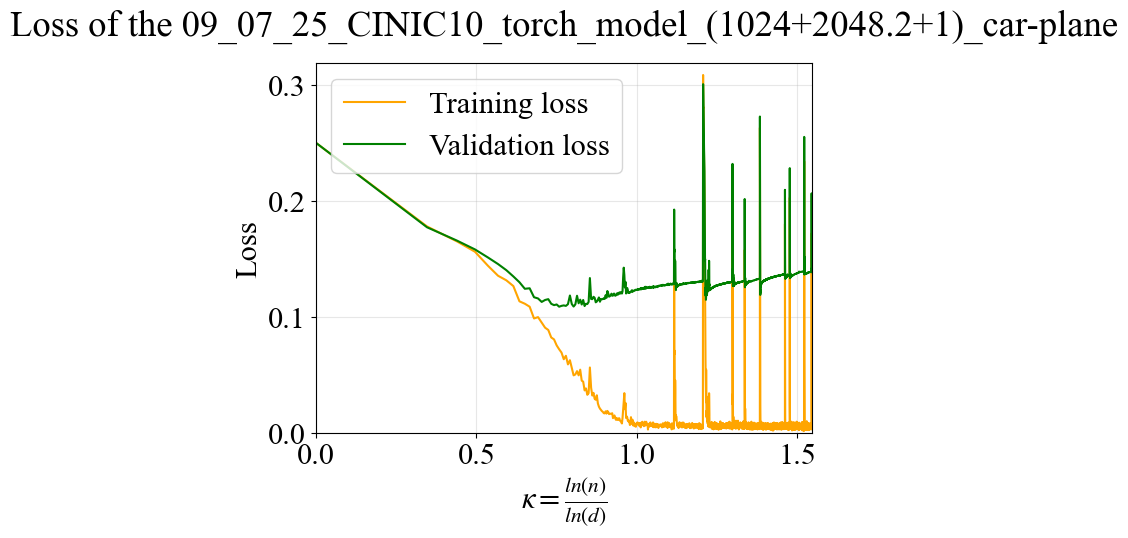 Loss of the 09_07_25_CINIC10_torch_model_(1024+2048.2+1)_car-plane
0.3
0.2
0.1
0.0
Loss
Training loss
Validation loss
0.0 0.5 1.0 1.5
κ = ln(n)/ln(d)